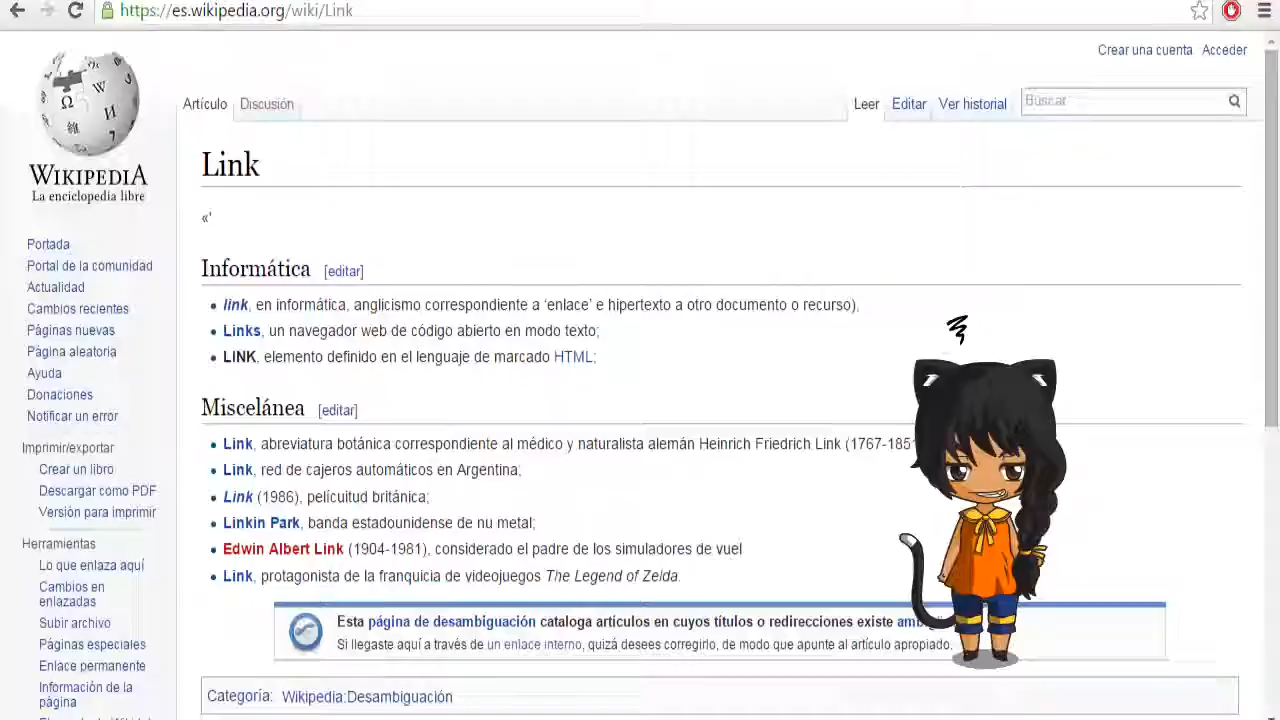 https://es.wikipedia.org/wiki/Link
Crear una cuenta Acceder
Artículo Discusión Leer Editar Ver historial Buscar
WIKIPEDIA
La enciclopedia libre
Link
«'
Portada
Portal de la comunidad
Actualidad
Cambios recientes
Páginas nuevas
Página aleatoria
Ayuda
Donaciones
Notificar un error
Imprimir/exportar
Crear un libro
Descargar como PDF
Versión para imprimir
Herramientas
Lo que enlaza aquí
Cambios en
enlazadas
Subir archivo
Páginas especiales
Enlace permanente
Información de la
página
Informática [editar]
link, en informática, anglicismo correspondiente a ‘enlace’ e hipertexto a otro documento o recurso),
Links, un navegador web de código abierto en modo texto;
LINK, elemento definido en el lenguaje de marcado HTML;
Miscelánea [editar]
Link, abreviatura botánica correspondiente al médico y naturalista alemán Heinrich Friedrich Link (1767-185
Link, red de cajeros automáticos en Argentina;
Link (1986), pelícuitud británica;
Linkin Park, banda estadounidense de nu metal;
Edwin Albert Link (1904-1981), considerado el padre de los simuladores de vuel
Link, protagonista de la franquicia de videojuegos The Legend of Zelda.
Esta página de desambiguación cataloga artículos en cuyos títulos o redirecciones existe
Si llegaste aquí a través de un enlace interno, quizá desees corregirlo, de modo que apunte al artículo apropiado.
Categoría: Wikipedia:Desambiguación